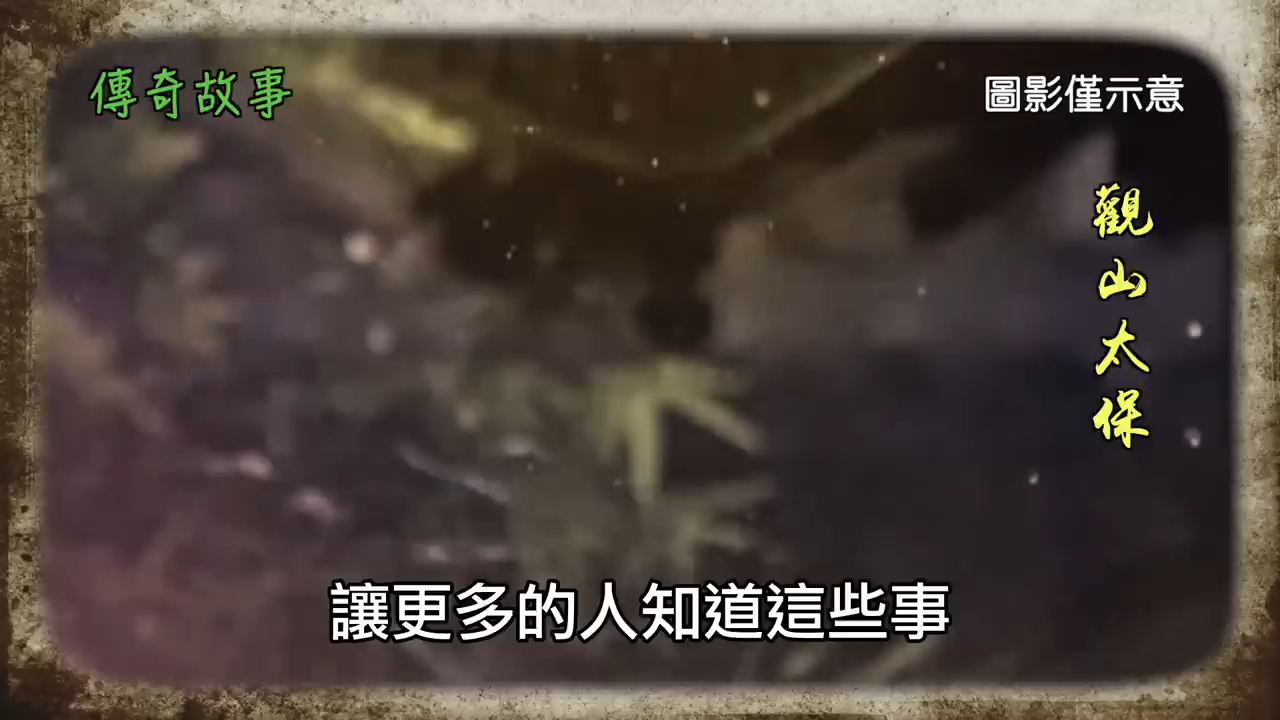 傳奇故事
圖影僅示意
觀山太保
讓更多的人知道這些事